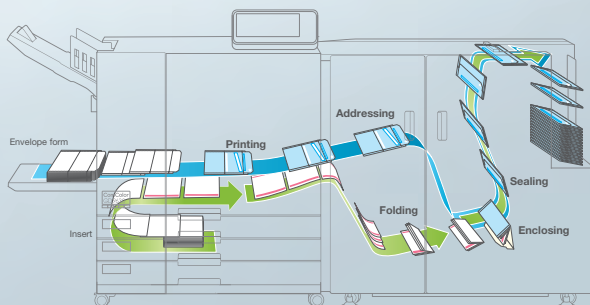 Addressing
Envelope form
Printing
Sealing
Folding
Insert
Enclosing